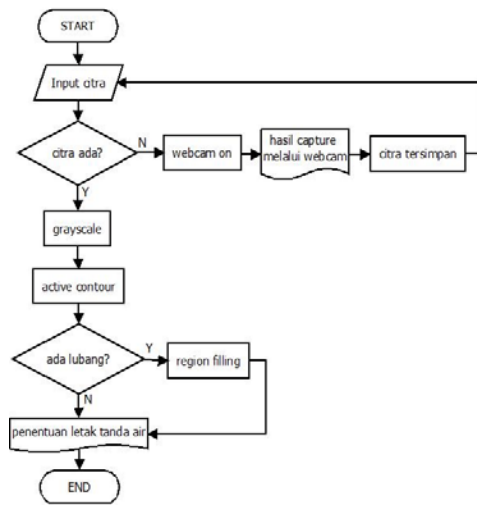 START
Input citra
citra ada?
N
webcam on
hasil capture
melalui webcam
citra tersimpan
Y
grayscale
active contour
ada lubang?
Y
region filling
N
penentuan letak tanda air
END